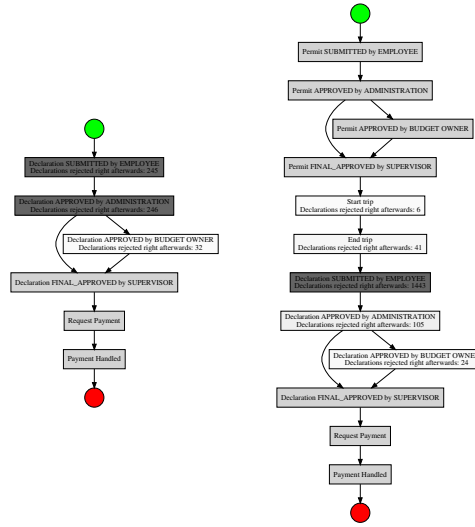 Declaration SUBMITTED by EMPLOYEE
Declarations rejected right afterwards: 245
Declaration APPROVED by ADMINISTRATION
Declarations rejected right afterwards: 246
Declaration APPROVED by BUDGET OWNER
Declarations rejected right afterwards: 32
Declaration FINAL_APPROVED by SUPERVISOR
Request Payment
Payment Handled
Permit SUBMITTED by EMPLOYEE
Permit APPROVED by ADMINISTRATION
Permit APPROVED by BUDGET OWNER
Permit FINAL_APPROVED by SUPERVISOR
Start trip
Declarations rejected right afterwards: 6
End trip
Declarations rejected right afterwards: 41
Declaration SUBMITTED by EMPLOYEE
Declarations rejected right afterwards: 1443
Declaration APPROVED by ADMINISTRATION
Declarations rejected right afterwards: 105
Declaration APPROVED by BUDGET OWNER
Declarations rejected right afterwards: 24
Declaration FINAL_APPROVED by SUPERVISOR
Request Payment
Payment Handled